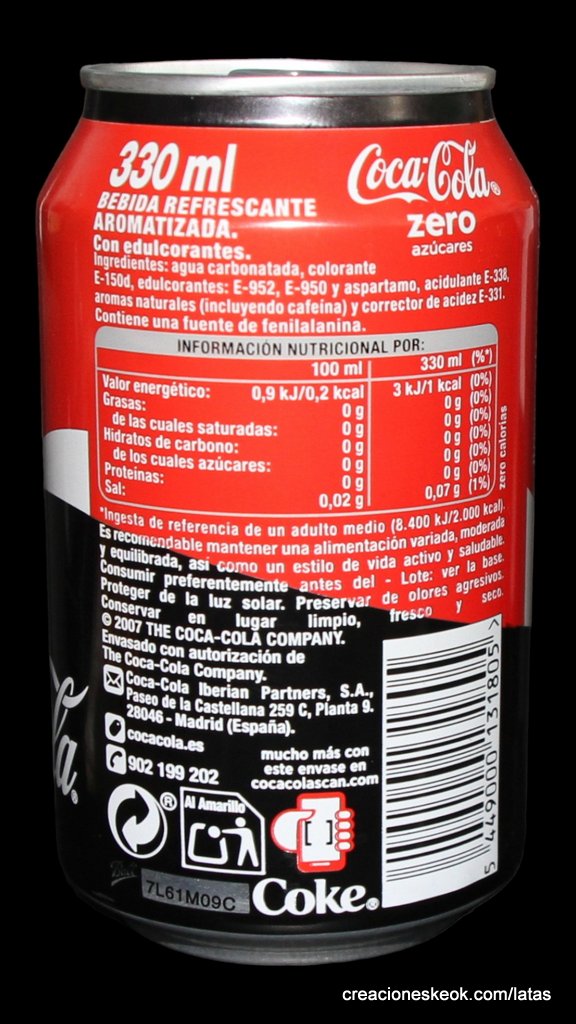 330 ml
BEBIDA REFRESCANTE
AROMATIZADA.
Con edulcorantes.
Coca-Cola®
zero
azúcares
Ingredientes: agua carbonatada, colorante
E-150d, edulcorantes: E-952, E-950 y aspartamo, acidulante E-338,
aromas naturales (incluyendo cafeína) y corrector de acidez E-331.
Contiene una fuente de fenilalanina.
INFORMACIÓN NUTRICIONAL POR:
100 ml 330 ml (%*)
Valor energético: 0,9 kJ/0,2 kcal 3 kJ/1 kcal (0%)
Grasas: 0 g 0 g (0%)
de las cuales saturadas: 0 g 0 g (0%)
Hidratos de carbono: 0 g 0 g (0%)
de los cuales azúcares: 0 g 0 g (0%)
Proteínas: 0 g 0 g (0%)
Sal: 0,02 g 0,07 g (1%)
zero calorías
*Ingesta de referencia de un adulto medio (8.400 kJ/2.000 kcal).
Es recomendable mantener una alimentación variada, moderada
y equilibrada, así como un estilo de vida activo y saludable.
Consumir preferentemente antes del - Lote: ver la base.
Proteger de la luz solar. Preservar de olores agresivos.
Conservar en lugar limpio, fresco y seco.
© 2007 THE COCA-COLA COMPANY.
Envasado con autorización de
The Coca-Cola Company.
Coca-Cola Iberian Partners, S.A.,
Paseo de la Castellana 259 C, Planta 9.
28046 - Madrid (España).
cocacola.es
902 199 202
mucho más con
este envase en
cocacolascan.com
®
Al Amarillo
la®
7L61M09C
Coke®
5 449000 131805 >
creacioneskeok.com/latas